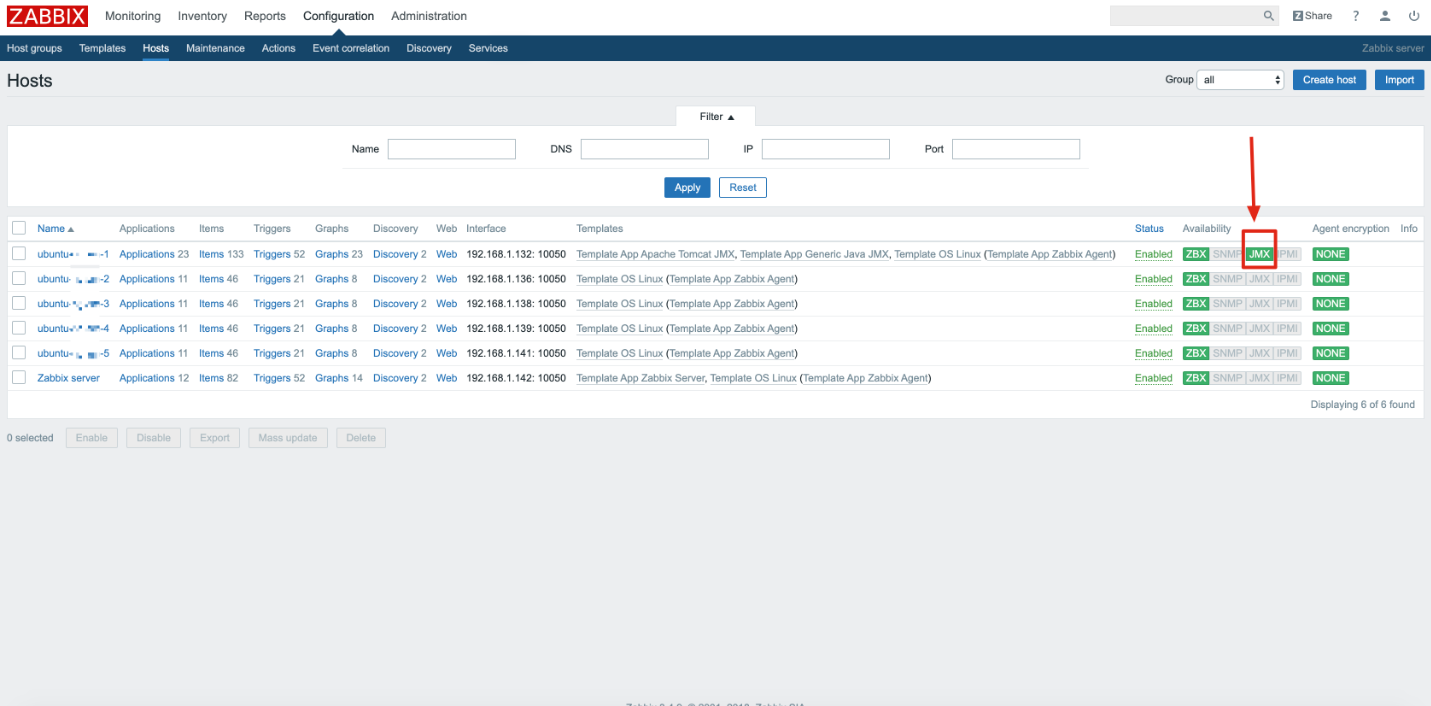 ZABBIX Monitoring Inventory Reports Configuration Administration Share ?
Host groups Templates Hosts Maintenance Actions Event correlation Discovery Services Zabbix server
Hosts Group all Create host Import
Filter
Name DNS IP Port
Apply Reset
Name Applications Items Triggers Graphs Discovery Web Interface Templates Status Availability Agent encryption Info
ubuntu- -1 Applications 23 Items 133 Triggers 52 Graphs 23 Discovery 2 Web 192.168.1.132: 10050 Template App Apache Tomcat JMX, Template App Generic Java JMX, Template OS Linux (Template App Zabbix Agent) Enabled ZBX SNMP JMX IPMI NONE
ubuntu- -2 Applications 11 Items 46 Triggers 21 Graphs 8 Discovery 2 Web 192.168.1.136: 10050 Template OS Linux (Template App Zabbix Agent) Enabled ZBX SNMP JMX IPMI NONE
ubuntu- -3 Applications 11 Items 46 Triggers 21 Graphs 8 Discovery 2 Web 192.168.1.138: 10050 Template OS Linux (Template App Zabbix Agent) Enabled ZBX SNMP JMX IPMI NONE
ubuntu- -4 Applications 11 Items 46 Triggers 21 Graphs 8 Discovery 2 Web 192.168.1.139: 10050 Template OS Linux (Template App Zabbix Agent) Enabled ZBX SNMP JMX IPMI NONE
ubuntu- -5 Applications 11 Items 46 Triggers 21 Graphs 8 Discovery 2 Web 192.168.1.141: 10050 Template OS Linux (Template App Zabbix Agent) Enabled ZBX SNMP JMX IPMI NONE
Zabbix server Applications 12 Items 82 Triggers 52 Graphs 14 Discovery 2 Web 192.168.1.142: 10050 Template App Zabbix Server, Template OS Linux (Template App Zabbix Agent) Enabled ZBX SNMP JMX IPMI NONE
Displaying 6 of 6 found
0 selected Enable Disable Export Mass update Delete